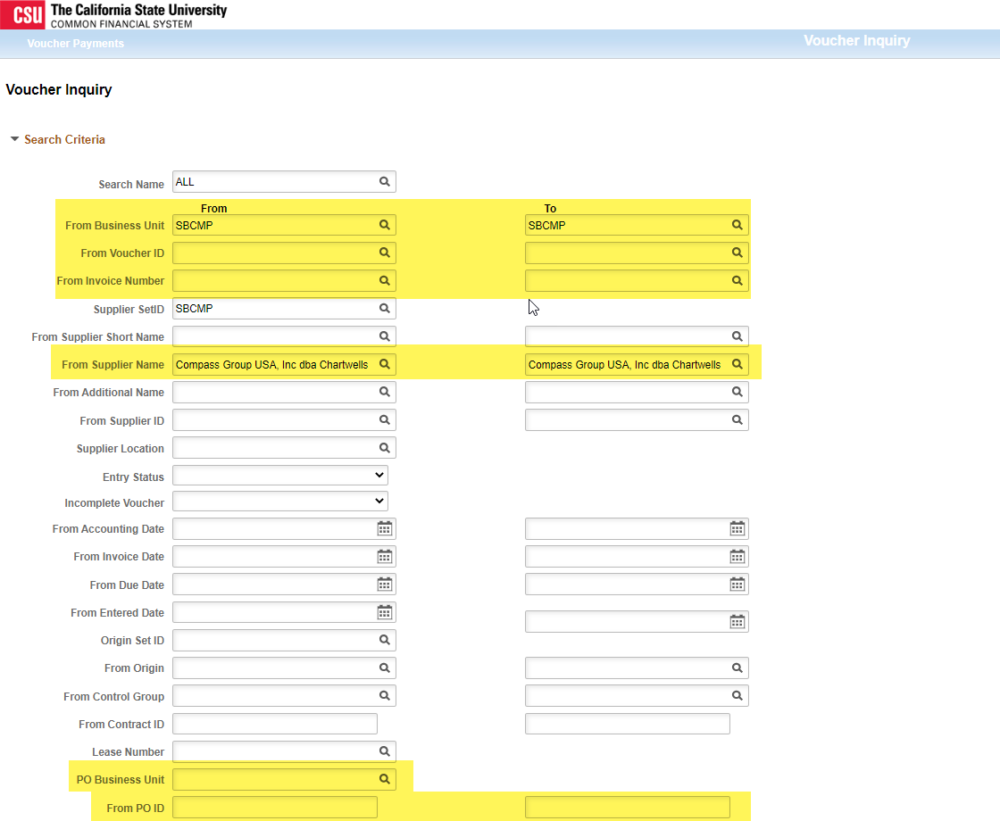 CSU The California State University
COMMON FINANCIAL SYSTEM
Voucher Payments Voucher Inquiry
Voucher Inquiry
Search Criteria
Search Name ALL
From To
From Business Unit SBCMP SBCMP
From Voucher ID
From Invoice Number
Supplier SetID SBCMP
From Supplier Short Name
From Supplier Name Compass Group USA, Inc dba Chartwells Compass Group USA, Inc dba Chartwells
From Additional Name
From Supplier ID
Supplier Location
Entry Status
Incomplete Voucher
From Accounting Date
From Invoice Date
From Due Date
From Entered Date
Origin Set ID
From Origin
From Control Group
From Contract ID
Lease Number
PO Business Unit
From PO ID